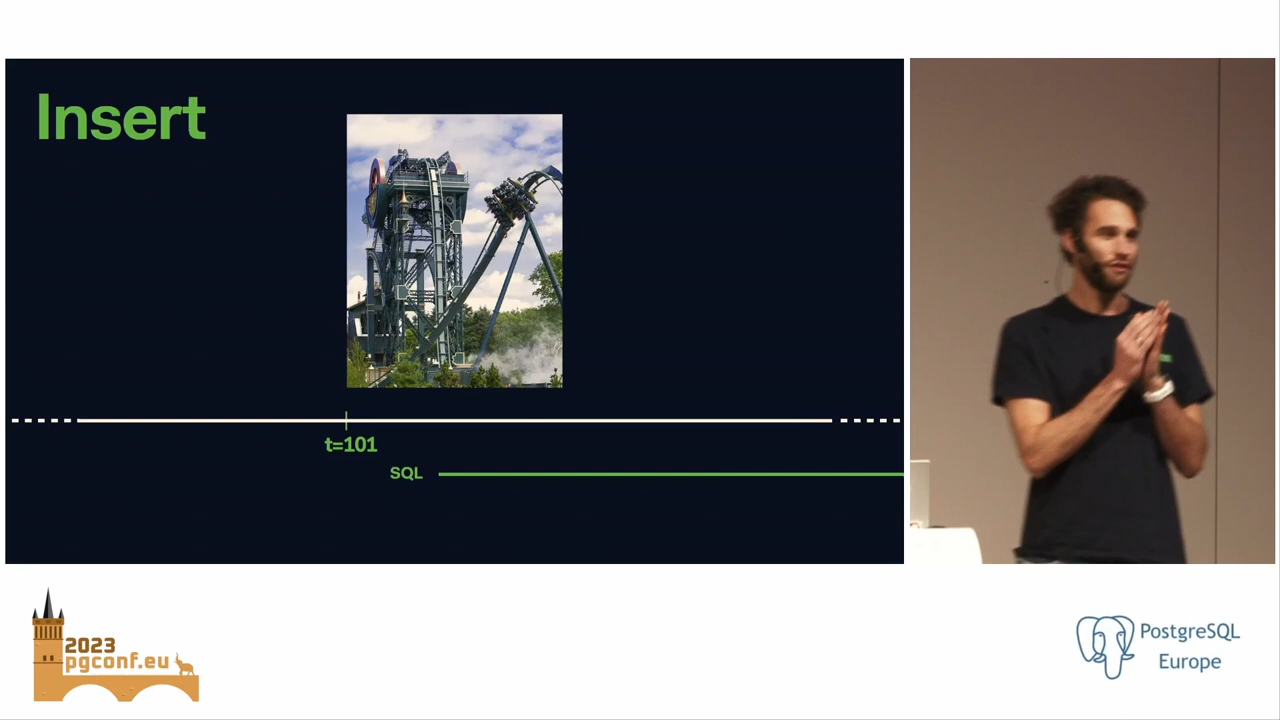 Insert
t=101
SQL
2023
pgconf.eu
PostgreSQL
Europe